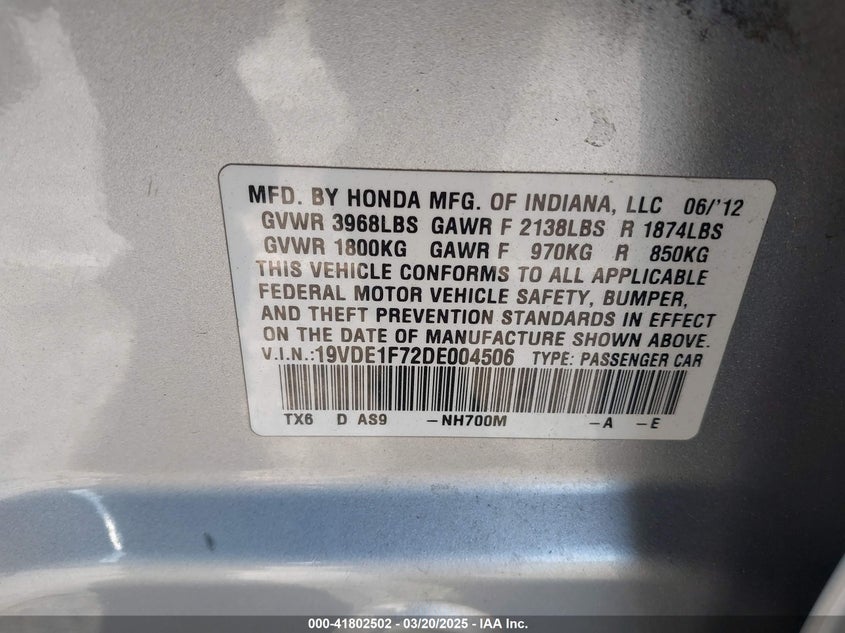 MFD. BY HONDA MFG. OF INDIANA, LLC 06/'12
GVWR 3968LBS GAWR F 2138LBS R 1874LBS
GVWR 1800KG GAWR F 970KG R 850KG
THIS VEHICLE CONFORMS TO ALL APPLICABLE
FEDERAL MOTOR VEHICLE SAFETY, BUMPER,
AND THEFT PREVENTION STANDARDS IN EFFECT
ON THE DATE OF MANUFACTURE SHOWN ABOVE.
V.I.N.:19VDE1F72DE004506 TYPE: PASSENGER CAR
TX6 D AS9 –NH700M –A –E
000-41802502 - 03/20/2025 - IAA Inc.